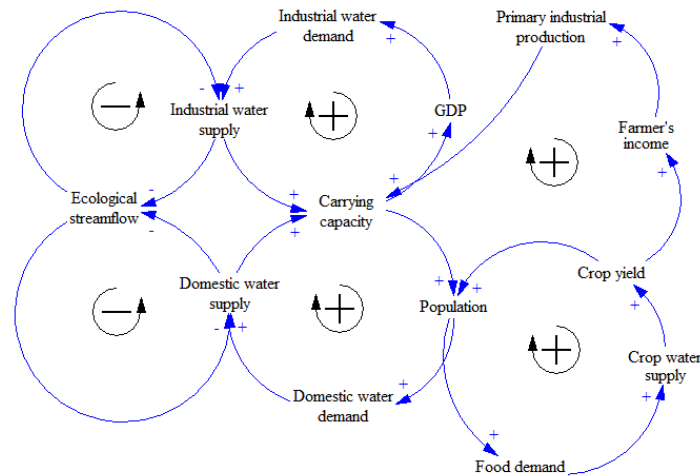 Industrial water
demand
Primary industrial
production
+
+
-
+
Industrial water
supply
GDP
+
Farmer's
income
+
+
-
Ecological
streamflow
-
+
+
Carrying
capacity
+
Domestic water
supply
Crop yield
+
+
Population
+
-
+
Crop water
supply
+
Domestic water
demand
+
+
Food demand